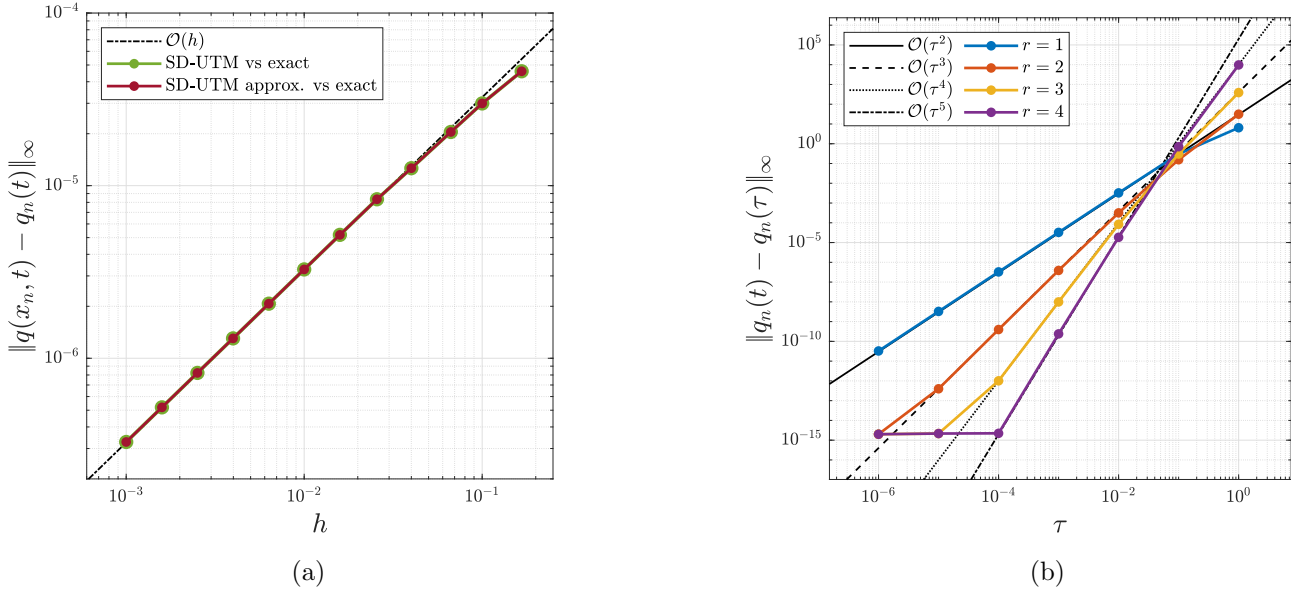 10^{-4}
10^{-5}
10^{-6}
‖q(x_n, t) − q_n(t)‖_∞
O(h)
SD-UTM vs exact
SD-UTM approx. vs exact
10^{-3}
10^{-2}
10^{-1}
h
(a)
10^5
10^0
10^{-5}
10^{-10}
10^{-15}
‖q_n(t) − q_n(τ)‖_∞
O(τ^2) r = 1
O(τ^3) r = 2
O(τ^4) r = 3
O(τ^5) r = 4
10^{-6}
10^{-4}
10^{-2}
10^0
τ
(b)